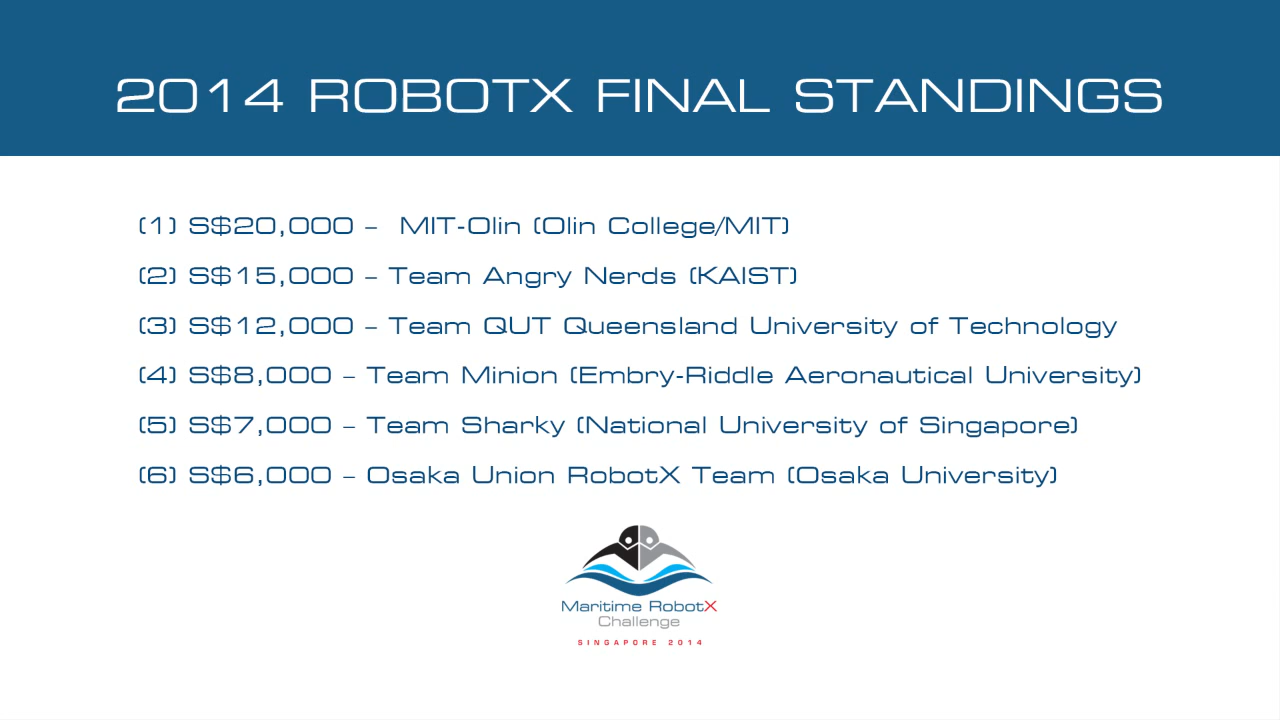 2014 ROBOTX FINAL STANDINGS
(1) S$20,000 – MIT-Olin (Olin College/MIT)
(2) S$15,000 – Team Angry Nerds (KAIST)
(3) S$12,000 – Team QUT Queensland University of Technology
(4) S$8,000 – Team Minion (Embry-Riddle Aeronautical University)
(5) S$7,000 – Team Sharky (National University of Singapore)
(6) S$6,000 – Osaka Union RobotX Team (Osaka University)
Maritime RobotX
Challenge
SINGAPORE 2014